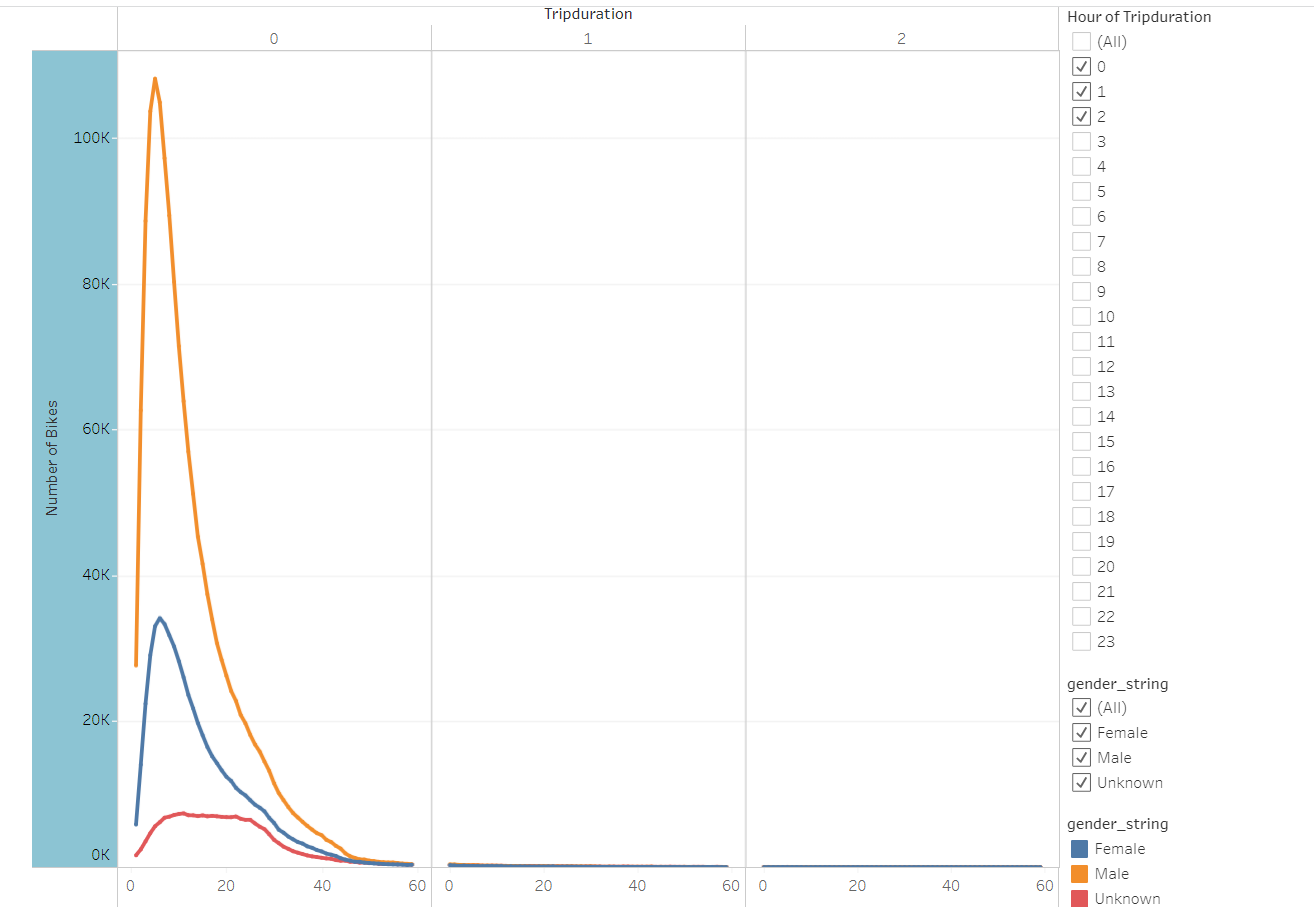 Tripduration
0 1 2
100K
80K
60K
40K
20K
0K
Number of Bikes
0 20 40 60 0 20 40 60 0 20 40 60
Hour of Tripduration
(All)
0
1
2
3
4
5
6
7
8
9
10
11
12
13
14
15
16
17
18
19
20
21
22
23
gender_string
(All)
Female
Male
Unknown
gender_string
Female
Male
Unknown